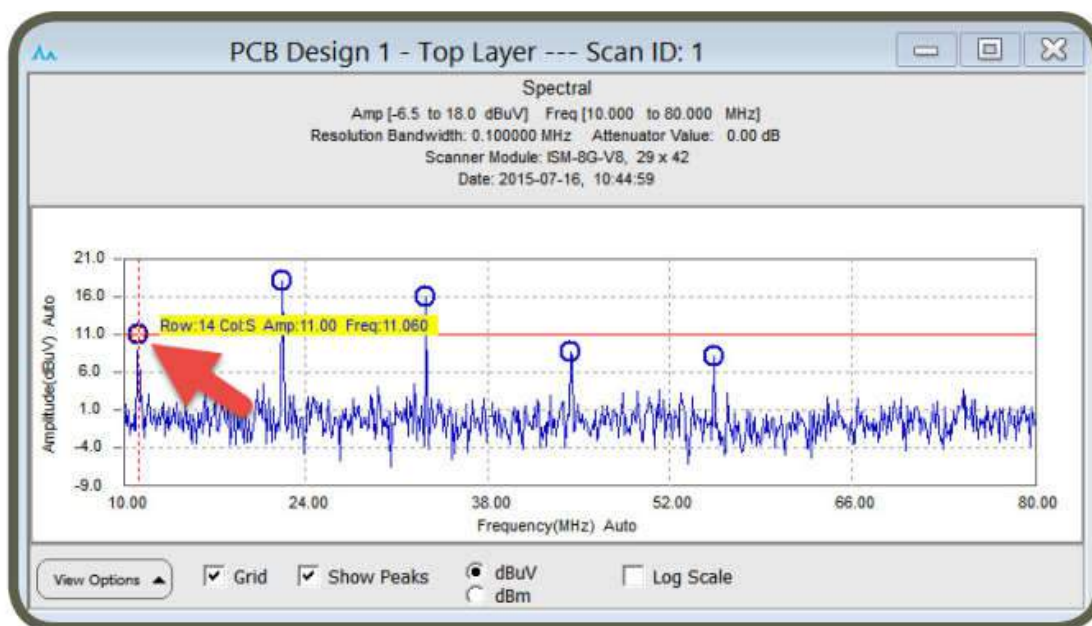 PCB Design 1 - Top Layer --- Scan ID: 1
Spectral
Amp [-6.5 to 18.0 dBuV] Freq [10.000 to 80.000 MHz]
Resolution Bandwidth: 0.100000 MHz Attenuator Value: 0.00 dB
Scanner Module: ISM-8G-V8, 29 x 42
Date: 2015-07-16, 10:44:59
Amplitude(dBuV) Auto
21.0
16.0
11.0
6.0
1.0
-4.0
-9.0
Row:14 Col:S Amp:11.00 Freq:11.060
10.00 24.00 38.00 52.00 66.00 80.00
Frequency(MHz) Auto
View Options Grid Show Peaks dBuV Log Scale
dBm